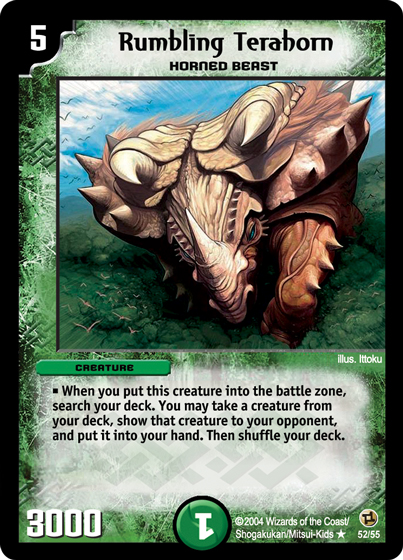 5
Rumbling Terahorn
HORNED BEAST
illus. Ittoku
CREATURE
▪ When you put this creature into the battle zone,
search your deck. You may take a creature from
your deck, show that creature to your opponent,
and put it into your hand. Then shuffle your deck.
3000
1
©2004 Wizards of the Coast/
Shogakukan/Mitsui-Kids ★ 52/55